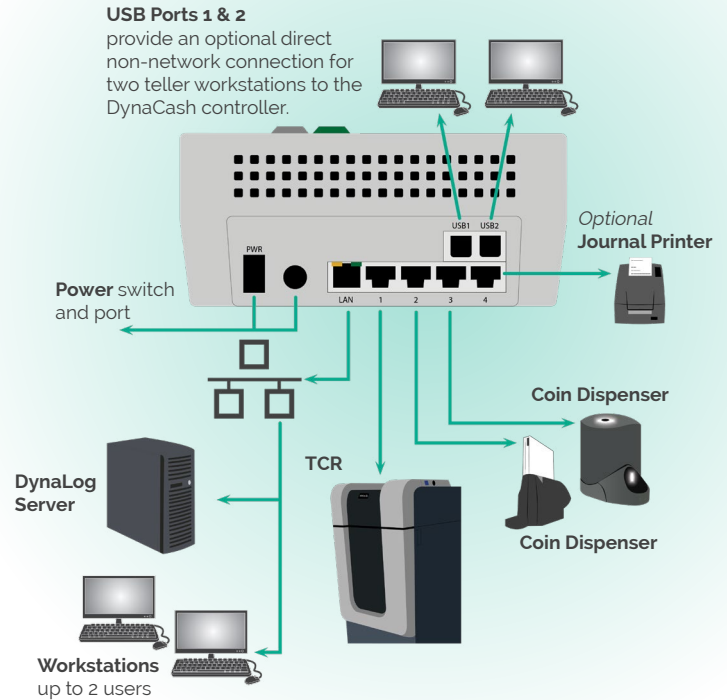 USB Ports 1 & 2
provide an optional direct
non-network connection for
two teller workstations to the
DynaCash controller.
USB1 USB2
Optional
Journal Printer
PWR
Power switch
and port
LAN 1 2 3 4
Coin Dispenser
TCR
DynaLog
Server
Coin Dispenser
Workstations
up to 2 users